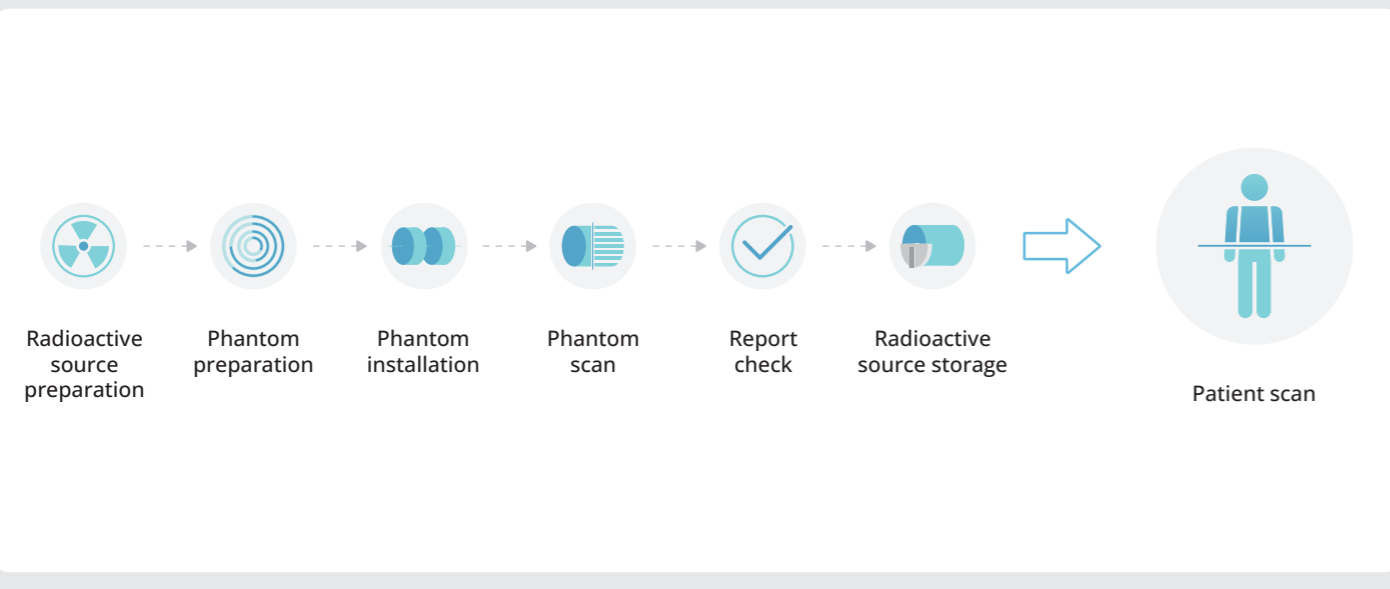 Radioactive
source
preparation
Phantom
preparation
Phantom
installation
Phantom
scan
Report
check
Radioactive
source storage
Patient scan